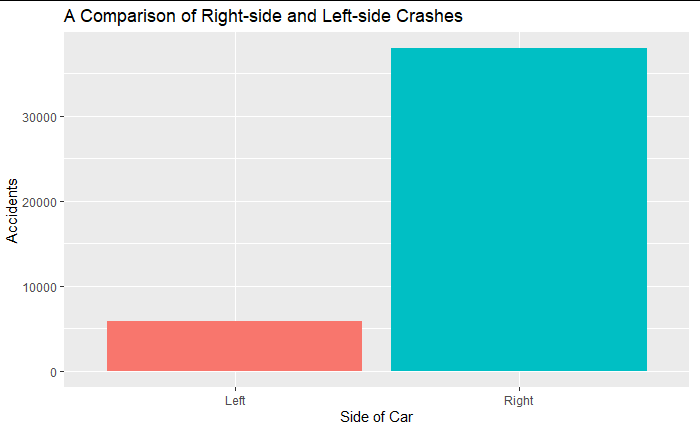 A Comparison of Right-side and Left-side Crashes
Accidents
30000
20000
10000
0
Left Right
Side of Car